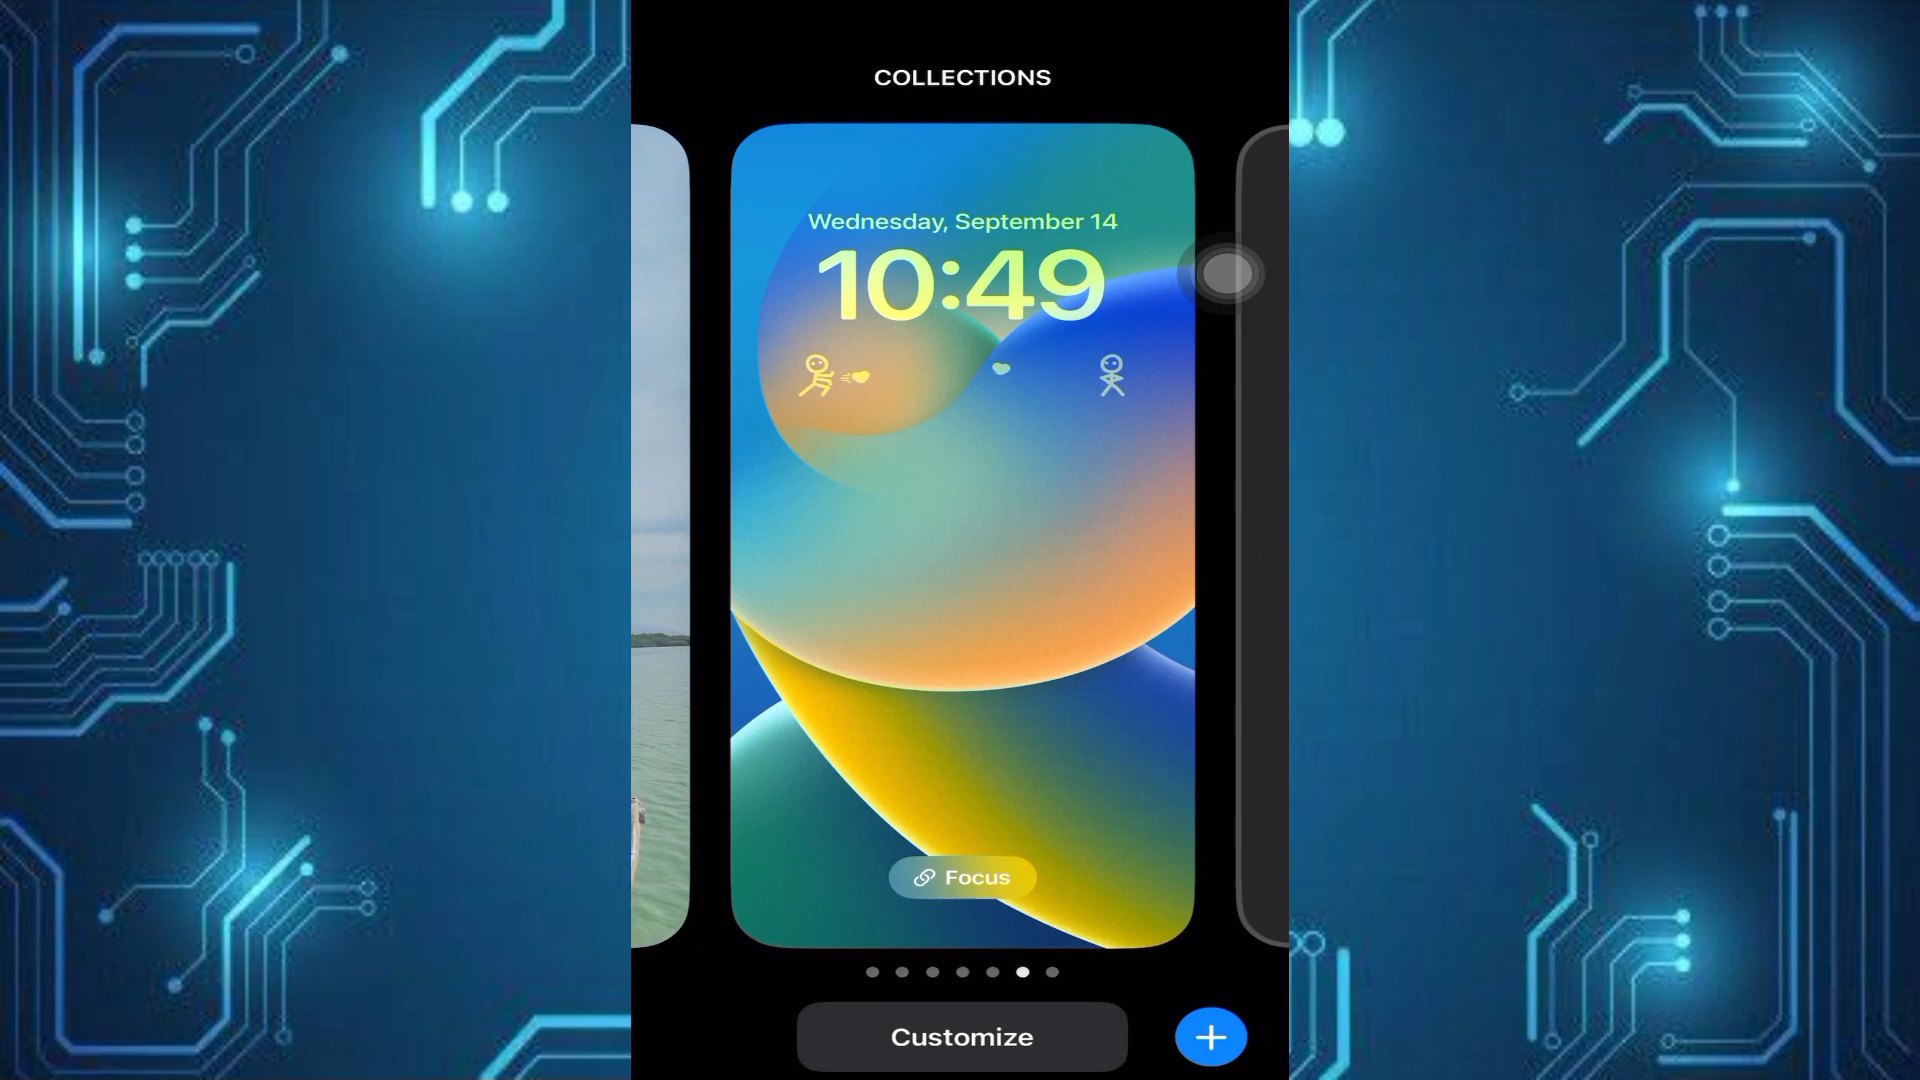 COLLECTIONS
Wednesday, September 14
10:49
Focus
Customize